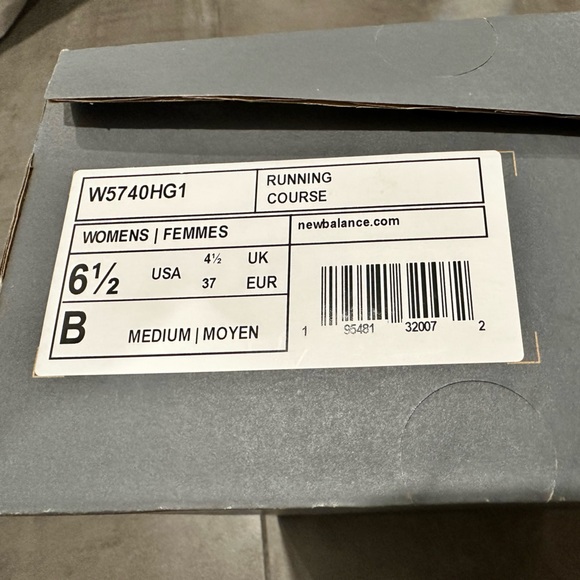 W5740HG1
RUNNING
COURSE
WOMENS | FEMMES
newbalance.com
6½ USA 4½ UK
37 EUR
B MEDIUM | MOYEN
1 95481 32007 2